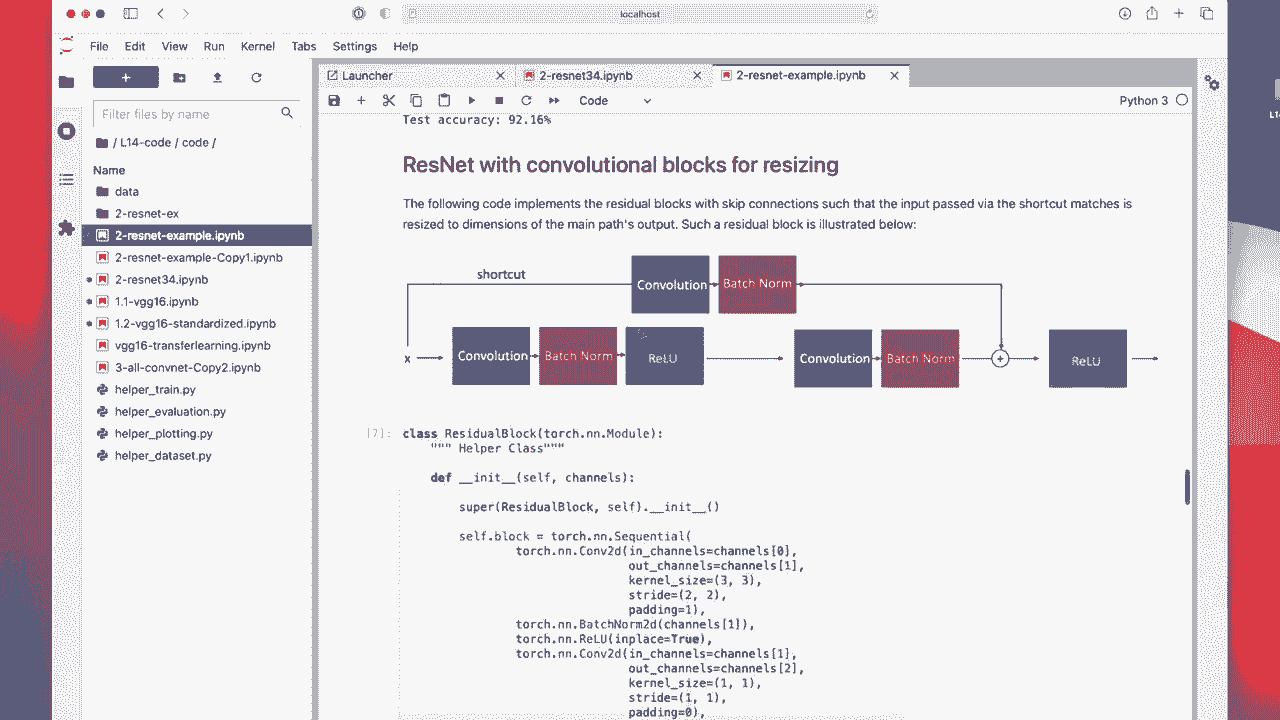 localhost
File Edit View Run Kernel Tabs Settings Help
Launcher
2-resnet34.ipynb
2-resnet-example.ipynb
Code
Python 3
Filter files by name
/ L14-code / code /
Name
data
2-resnet-ex
2-resnet-example.ipynb
2-resnet-example-Copy1.ipynb
2-resnet34.ipynb
1.1-vgg16.ipynb
1.2-vgg16-standardized.ipynb
vgg16-transferlearning.ipynb
3-all-convnet-Copy2.ipynb
helper_train.py
helper_evaluation.py
helper_plotting.py
helper_dataset.py
Test accuracy: 92.16%
ResNet with convolutional blocks for resizing
The following code implements the residual blocks with skip connections such that the input passed via the shortcut matches is
resized to dimensions of the main path's output. Such a residual block is illustrated below:
shortcut
Convolution
Batch Norm
x
Convolution
Batch Norm
ReLU
Convolution
Batch Norm
+
ReLU
[7]:
class ResidualBlock(torch.nn.Module):
""" Helper Class"""
def __init__(self, channels):
super(ResidualBlock, self).__init__()
self.block = torch.nn.Sequential(
torch.nn.Conv2d(in_channels=channels[0],
out_channels=channels[1],
kernel_size=(3, 3),
stride=(2, 2),
padding=1),
torch.nn.BatchNorm2d(channels[1]),
torch.nn.ReLU(inplace=True),
torch.nn.Conv2d(in_channels=channels[1],
out_channels=channels[2],
kernel_size=(1, 1),
stride=(1, 1),
padding=0),